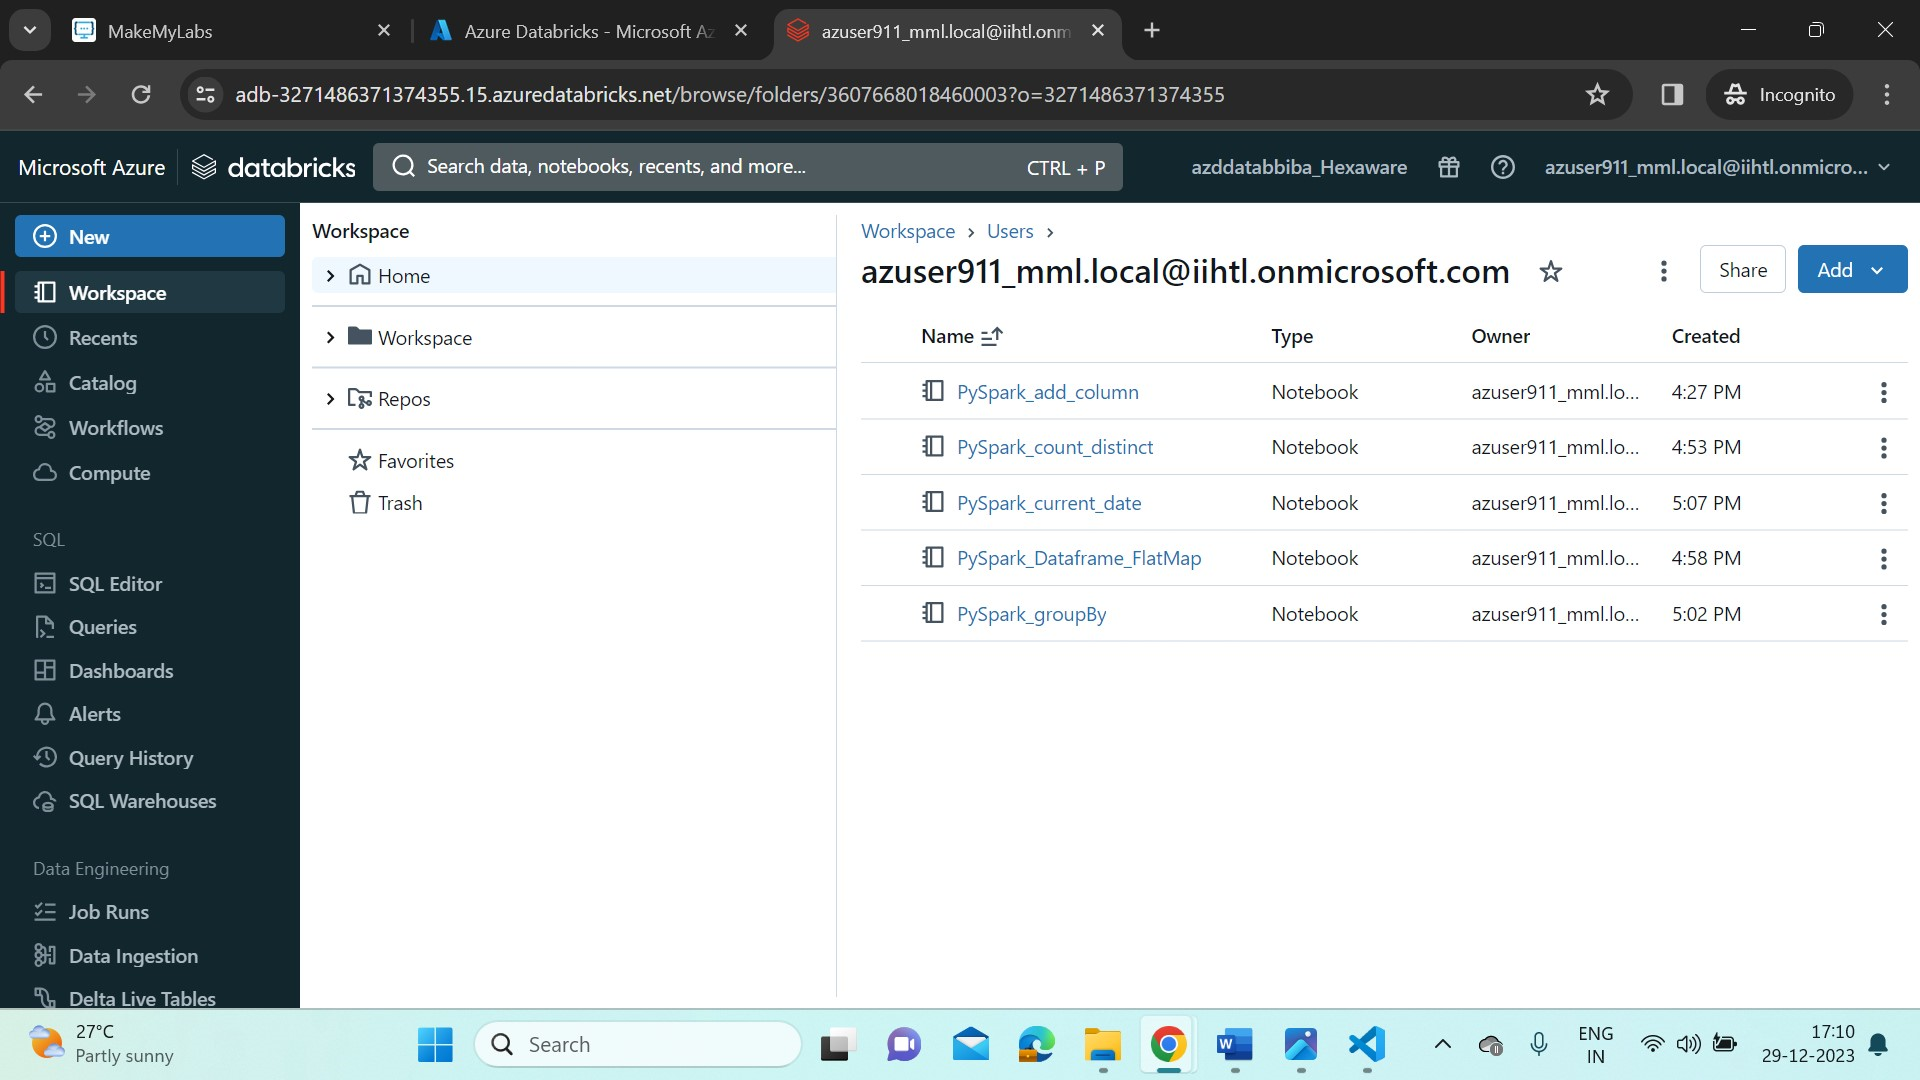 MakeMyLabs
Azure Databricks - Microsoft Az
azuser911_mml.local@iihtl.onm
adb-3271486371374355.15.azuredatabricks.net/browse/folders/3607668018460003?o=3271486371374355
Incognito
Microsoft Azure
databricks
Search data, notebooks, recents, and more...
CTRL + P
azddatabbiba_Hexaware
azuser911_mml.local@iihtl.onmicro...
New
Workspace
Recents
Catalog
Workflows
Compute
SQL
SQL Editor
Queries
Dashboards
Alerts
Query History
SQL Warehouses
Data Engineering
Job Runs
Data Ingestion
Delta Live Tables
Workspace
Home
Workspace
Repos
Favorites
Trash
Workspace › Users ›
azuser911_mml.local@iihtl.onmicrosoft.com
Share
Add
Name Type Owner Created
PySpark_add_column Notebook azuser911_mml.lo... 4:27 PM
PySpark_count_distinct Notebook azuser911_mml.lo... 4:53 PM
PySpark_current_date Notebook azuser911_mml.lo... 5:07 PM
PySpark_Dataframe_FlatMap Notebook azuser911_mml.lo... 4:58 PM
PySpark_groupBy Notebook azuser911_mml.lo... 5:02 PM
27°C
Partly sunny
Search
ENG
IN
17:10
29-12-2023